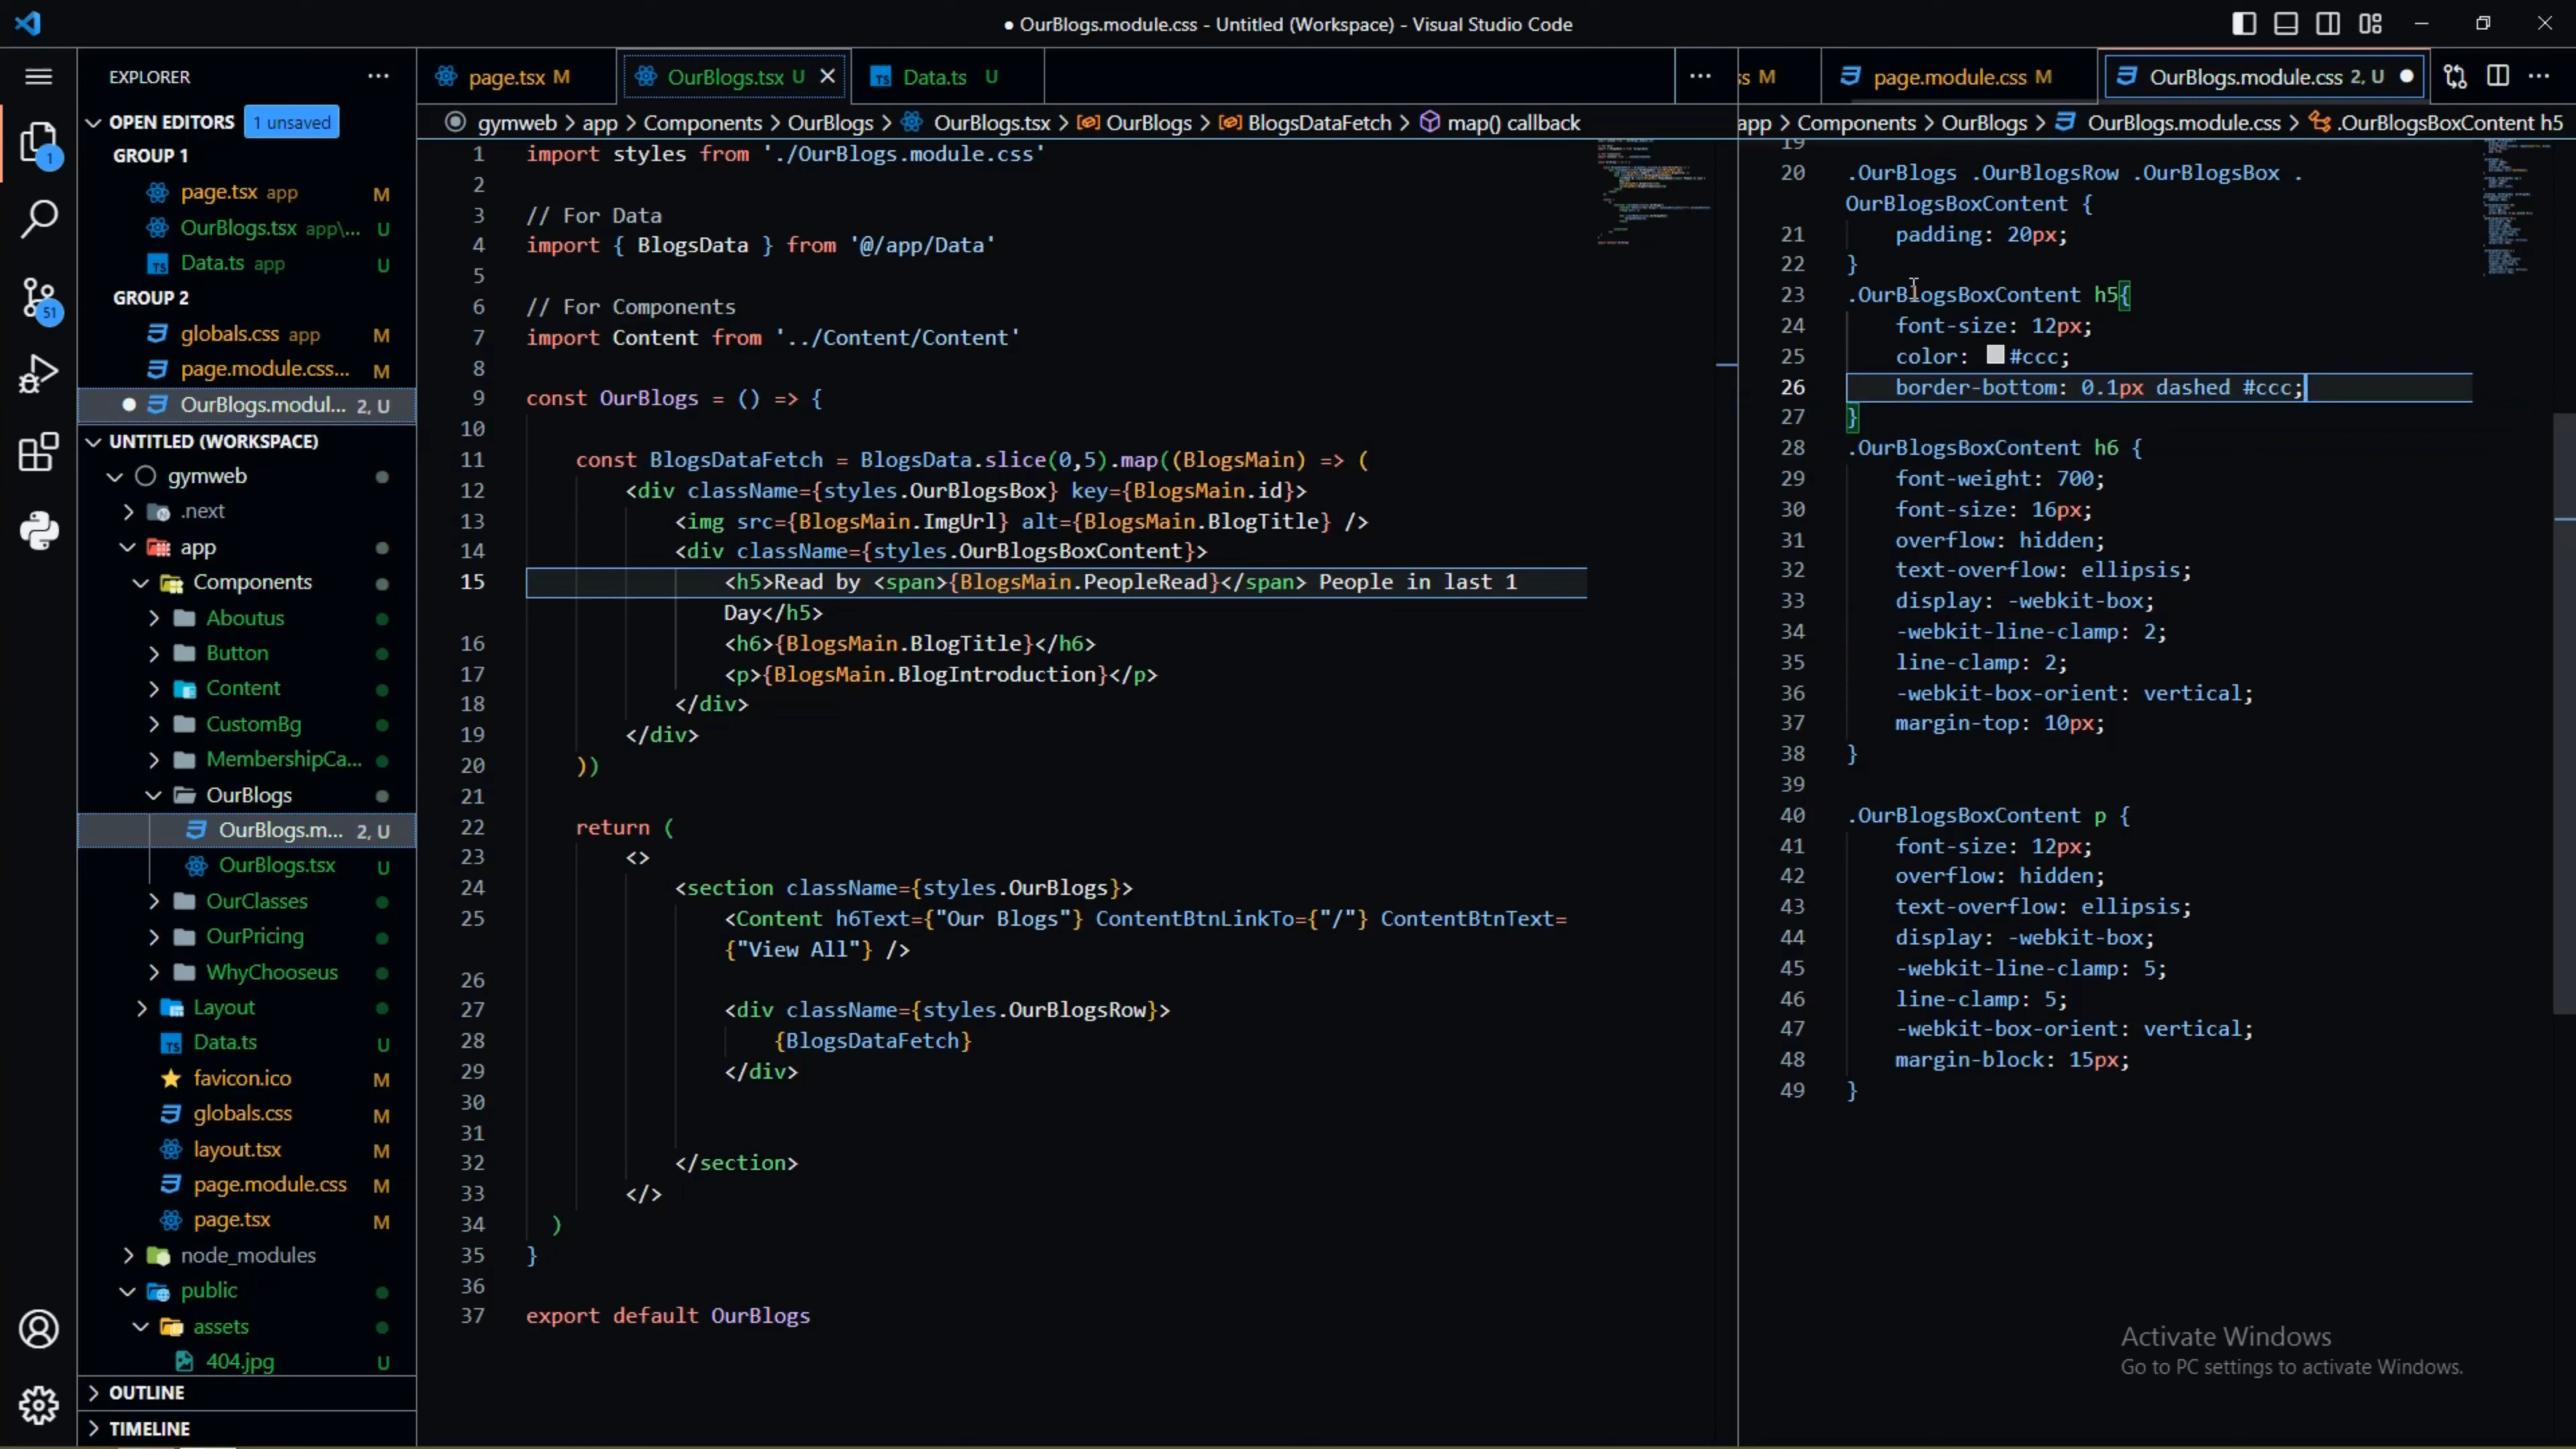 ● OurBlogs.module.css - Untitled (Workspace) - Visual Studio Code
EXPLORER
OPEN EDITORS 1 unsaved
GROUP 1
page.tsx app M
OurBlogs.tsx app\... U
Data.ts app U
GROUP 2
globals.css app M
page.module.css... M
OurBlogs.modul... 2, U
UNTITLED (WORKSPACE)
gymweb
.next
app
Components
Aboutus
Button
Content
CustomBg
MembershipCa...
OurBlogs
OurBlogs.m... 2, U
OurBlogs.tsx U
OurClasses
OurPricing
WhyChooseus
Layout
Data.ts U
favicon.ico M
globals.css M
layout.tsx M
page.module.css M
page.tsx M
node_modules
public
assets
404.jpg U
OUTLINE
TIMELINE
1
51
page.tsx M OurBlogs.tsx U Data.ts U
gymweb > app > Components > OurBlogs > OurBlogs.tsx > OurBlogs > BlogsDataFetch > map() callback
1 import styles from './OurBlogs.module.css'
2
3 // For Data
4 import { BlogsData } from '@/app/Data'
5
6 // For Components
7 import Content from '../Content/Content'
8
9 const OurBlogs = () => {
10
11 const BlogsDataFetch = BlogsData.slice(0,5).map((BlogsMain) => (
12 <div className={styles.OurBlogsBox} key={BlogsMain.id}>
13 <img src={BlogsMain.ImgUrl} alt={BlogsMain.BlogTitle} />
14 <div className={styles.OurBlogsBoxContent}>
15 <h5>Read by <span>{BlogsMain.PeopleRead}</span> People in last 1
Day</h5>
16 <h6>{BlogsMain.BlogTitle}</h6>
17 <p>{BlogsMain.BlogIntroduction}</p>
18 </div>
19 </div>
20 ))
21
22 return (
23 <>
24 <section className={styles.OurBlogs}>
25 <Content h6Text={"Our Blogs"} ContentBtnLinkTo={"/"} ContentBtnText=
{"View All"} />
26
27 <div className={styles.OurBlogsRow}>
28 {BlogsDataFetch}
29 </div>
30
31
32 </section>
33 </>
34 )
35 }
36
37 export default OurBlogs
ss M page.module.css M OurBlogs.module.css 2, U
app > Components > OurBlogs > OurBlogs.module.css > .OurBlogsBoxContent h5
19
20 .OurBlogs .OurBlogsRow .OurBlogsBox .
OurBlogsBoxContent {
21 padding: 20px;
22 }
23 .OurBlogsBoxContent h5{
24 font-size: 12px;
25 color: #ccc;
26 border-bottom: 0.1px dashed #ccc;
27 }
28 .OurBlogsBoxContent h6 {
29 font-weight: 700;
30 font-size: 16px;
31 overflow: hidden;
32 text-overflow: ellipsis;
33 display: -webkit-box;
34 -webkit-line-clamp: 2;
35 line-clamp: 2;
36 -webkit-box-orient: vertical;
37 margin-top: 10px;
38 }
39
40 .OurBlogsBoxContent p {
41 font-size: 12px;
42 overflow: hidden;
43 text-overflow: ellipsis;
44 display: -webkit-box;
45 -webkit-line-clamp: 5;
46 line-clamp: 5;
47 -webkit-box-orient: vertical;
48 margin-block: 15px;
49 }
Activate Windows
Go to PC settings to activate Windows.